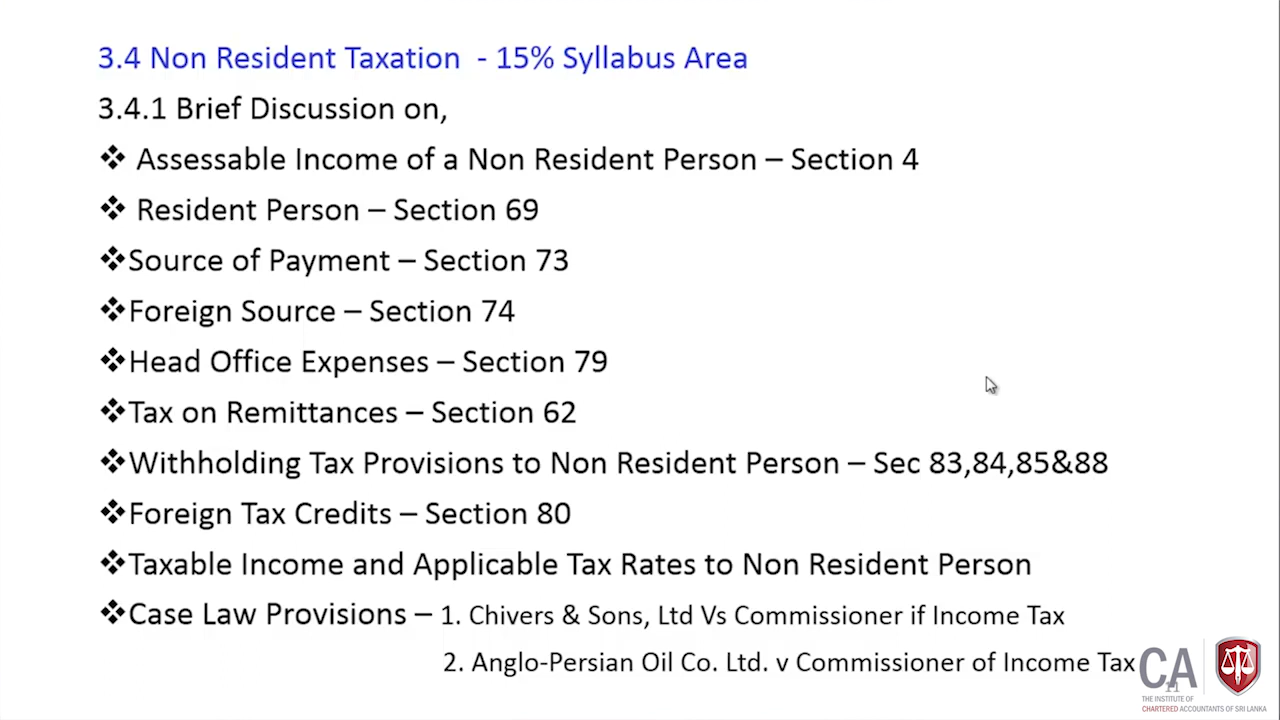 3.4 Non Resident Taxation - 15% Syllabus Area
3.4.1 Brief Discussion on,
❖ Assessable Income of a Non Resident Person – Section 4
❖ Resident Person – Section 69
❖Source of Payment – Section 73
❖Foreign Source – Section 74
❖Head Office Expenses – Section 79
❖Tax on Remittances – Section 62
❖Withholding Tax Provisions to Non Resident Person – Sec 83,84,85&88
❖Foreign Tax Credits – Section 80
❖Taxable Income and Applicable Tax Rates to Non Resident Person
❖Case Law Provisions – 1. Chivers & Sons, Ltd Vs Commissioner if Income Tax
2. Anglo-Persian Oil Co. Ltd. v Commissioner of Income Tax
CA
11
THE INSTITUTE OF
CHARTERED ACCOUNTANTS OF SRI LANKA